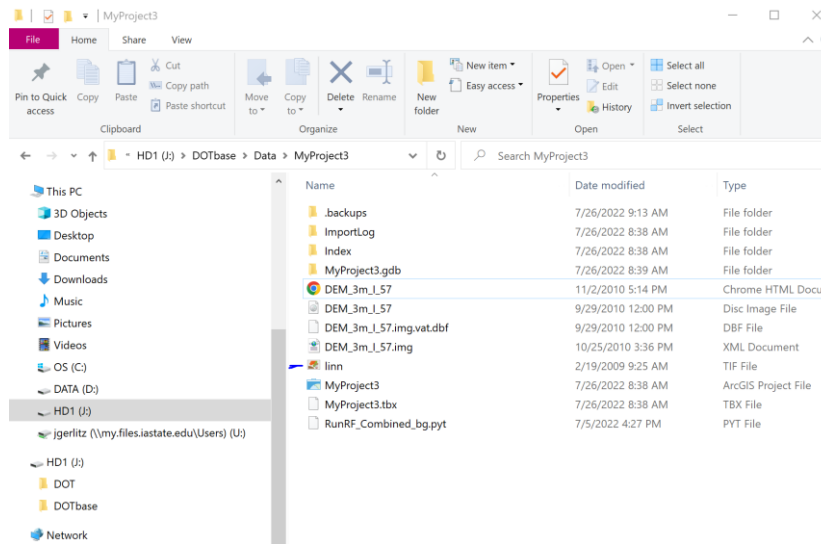 MyProject3
File Home Share View
Pin to Quick access
Copy
Paste
Cut
Copy path
Paste shortcut
Clipboard
Move to
Copy to
Delete
Rename
Organize
New folder
New item
Easy access
New
Properties
Open
Edit
History
Open
Select all
Select none
Invert selection
Select
HD1 (J:) > DOTbase > Data > MyProject3
Search MyProject3
This PC
3D Objects
Desktop
Documents
Downloads
Music
Pictures
Videos
OS (C:)
DATA (D:)
HD1 (J:)
jgerlitz (\\my.files.iastate.edu\Users) (U:)
HD1 (J:)
DOT
DOTbase
Network
Name Date modified Type
.backups 7/26/2022 9:13 AM File folder
ImportLog 7/26/2022 8:38 AM File folder
Index 7/26/2022 8:38 AM File folder
MyProject3.gdb 7/26/2022 8:39 AM File folder
DEM_3m_I_57 11/2/2010 5:14 PM Chrome HTML Docu
DEM_3m_I_57 9/29/2010 12:00 PM Disc Image File
DEM_3m_I_57.img.vat.dbf 9/29/2010 12:00 PM DBF File
DEM_3m_I_57.img 10/25/2010 3:36 PM XML Document
linn 2/19/2009 9:25 AM TIF File
MyProject3 7/26/2022 8:38 AM ArcGIS Project File
MyProject3.tbx 7/26/2022 8:38 AM TBX File
RunRF_Combined_bg.pyt 7/5/2022 4:27 PM PYT File